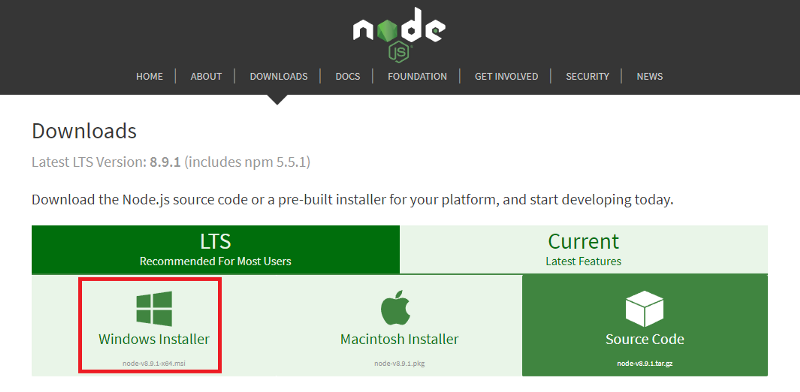 node
JS
HOME ABOUT DOWNLOADS DOCS FOUNDATION GET INVOLVED SECURITY NEWS
Downloads
Latest LTS Version: 8.9.1 (includes npm 5.5.1)
Download the Node.js source code or a pre-built installer for your platform, and start developing today.
LTS
Recommended For Most Users
Current
Latest Features
Windows Installer
node-v8.9.1-x64.msi
Macintosh Installer
node-v8.9.1.pkg
Source Code
node-v8.9.1.tar.gz